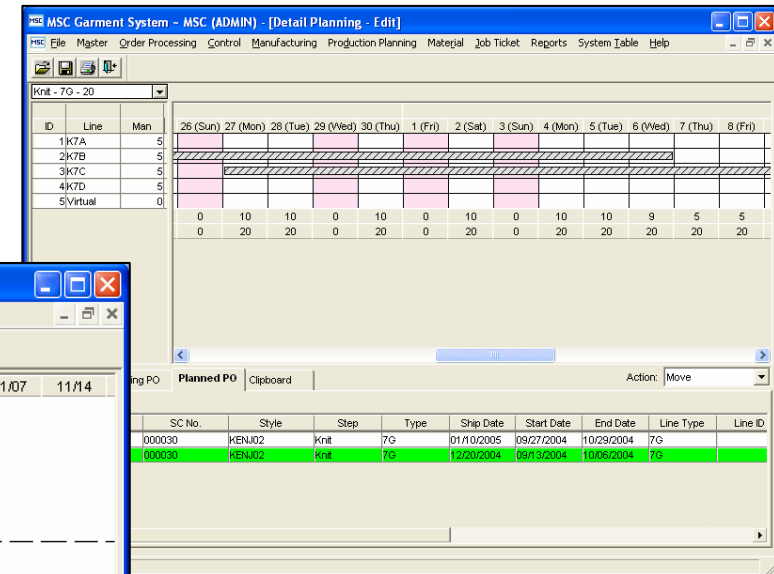 MSC MSC Garment System - MSC (ADMIN) - [Detail Planning - Edit]
MSC File Master Order Processing Control Manufacturing Production Planning Material Job Ticket Reports System Table Help
Knit - 7G - 20
ID Line Man 26 (Sun) 27 (Mon) 28 (Tue) 29 (Wed) 30 (Thu) 1 (Fri) 2 (Sat) 3 (Sun) 4 (Mon) 5 (Tue) 6 (Wed) 7 (Thu) 8 (Fri)
1 K7A 5
2 K7B 5
3 K7C 5
4 K7D 5
5 Virtual 0
0 10 10 0 10 0 10 0 10 10 9 5 5
0 20 20 0 20 0 20 0 20 20 20 20 20
1/07 11/14
ing PO Planned PO Clipboard Action: Move
SC No. Style Step Type Ship Date Start Date End Date Line Type Line ID
000030 KENJ02 Knit 7G 01/10/2005 09/27/2004 10/29/2004 7G
000030 KENJ02 Knit 7G 12/20/2004 09/13/2004 10/06/2004 7G